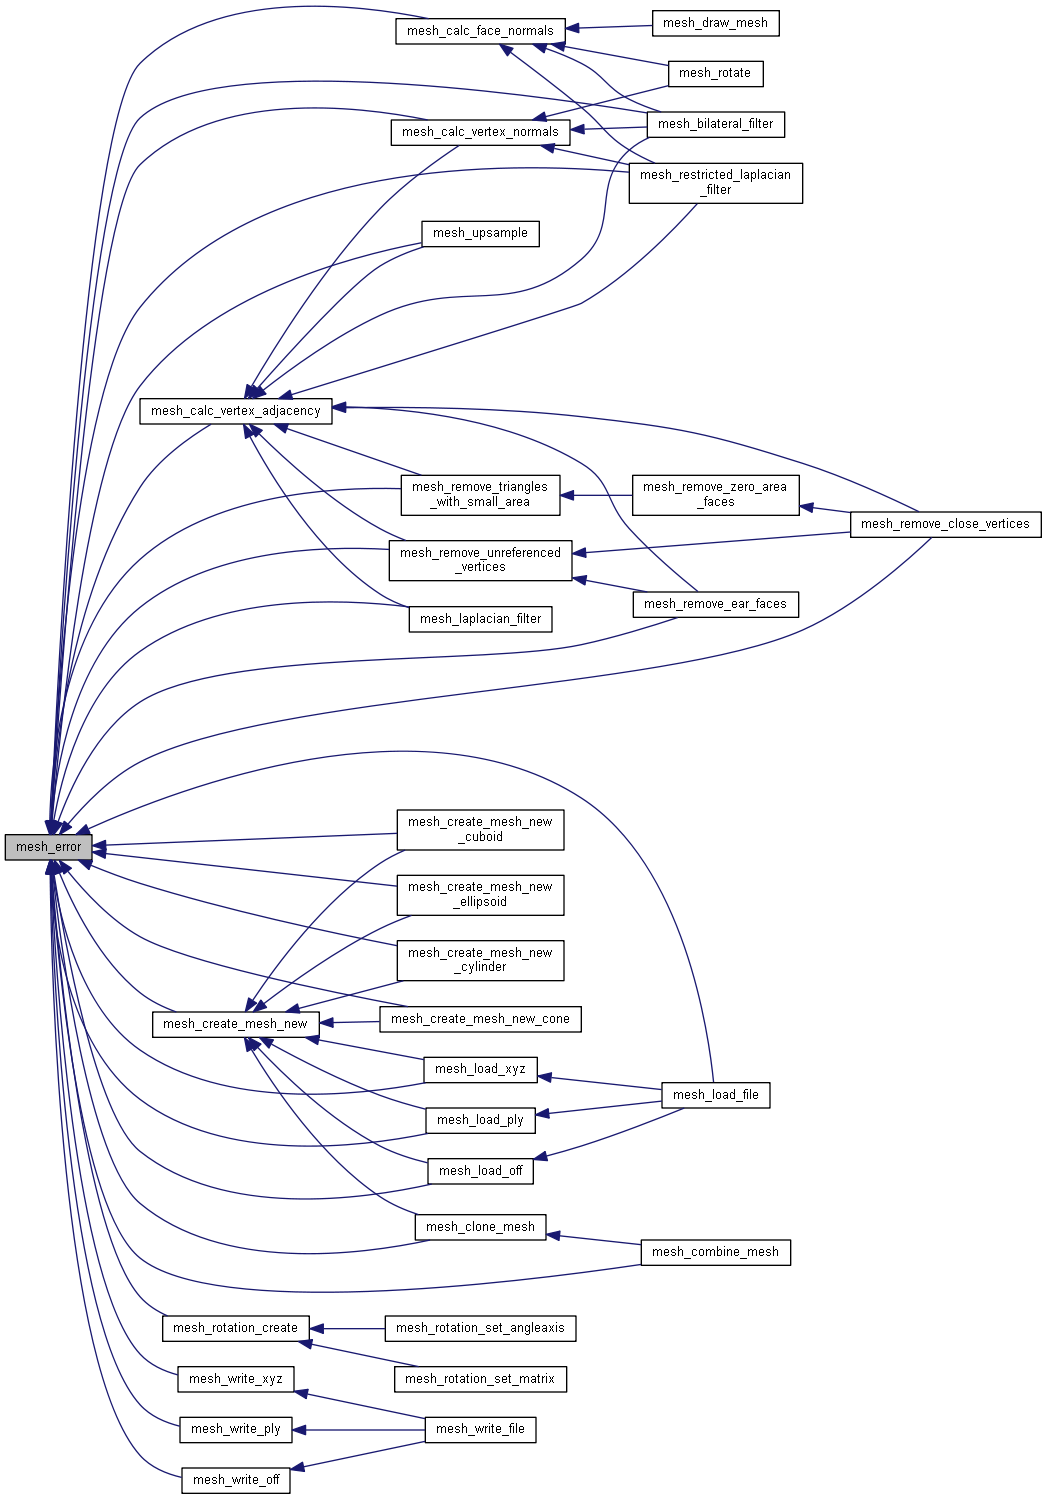 mesh_calc_face_normals
mesh_draw_mesh
mesh_rotate
mesh_calc_vertex_normals
mesh_bilateral_filter
mesh_restricted_laplacian
_filter
mesh_upsample
mesh_calc_vertex_adjacency
mesh_remove_triangles
_with_small_area
mesh_remove_zero_area
_faces
mesh_remove_close_vertices
mesh_remove_unreferenced
_vertices
mesh_remove_ear_faces
mesh_laplacian_filter
mesh_error
mesh_create_mesh_new
_cuboid
mesh_create_mesh_new
_ellipsoid
mesh_create_mesh_new
_cylinder
mesh_create_mesh_new
mesh_create_mesh_new_cone
mesh_load_xyz
mesh_load_file
mesh_load_ply
mesh_load_off
mesh_clone_mesh
mesh_combine_mesh
mesh_rotation_create
mesh_rotation_set_angleaxis
mesh_rotation_set_matrix
mesh_write_xyz
mesh_write_ply
mesh_write_file
mesh_write_off